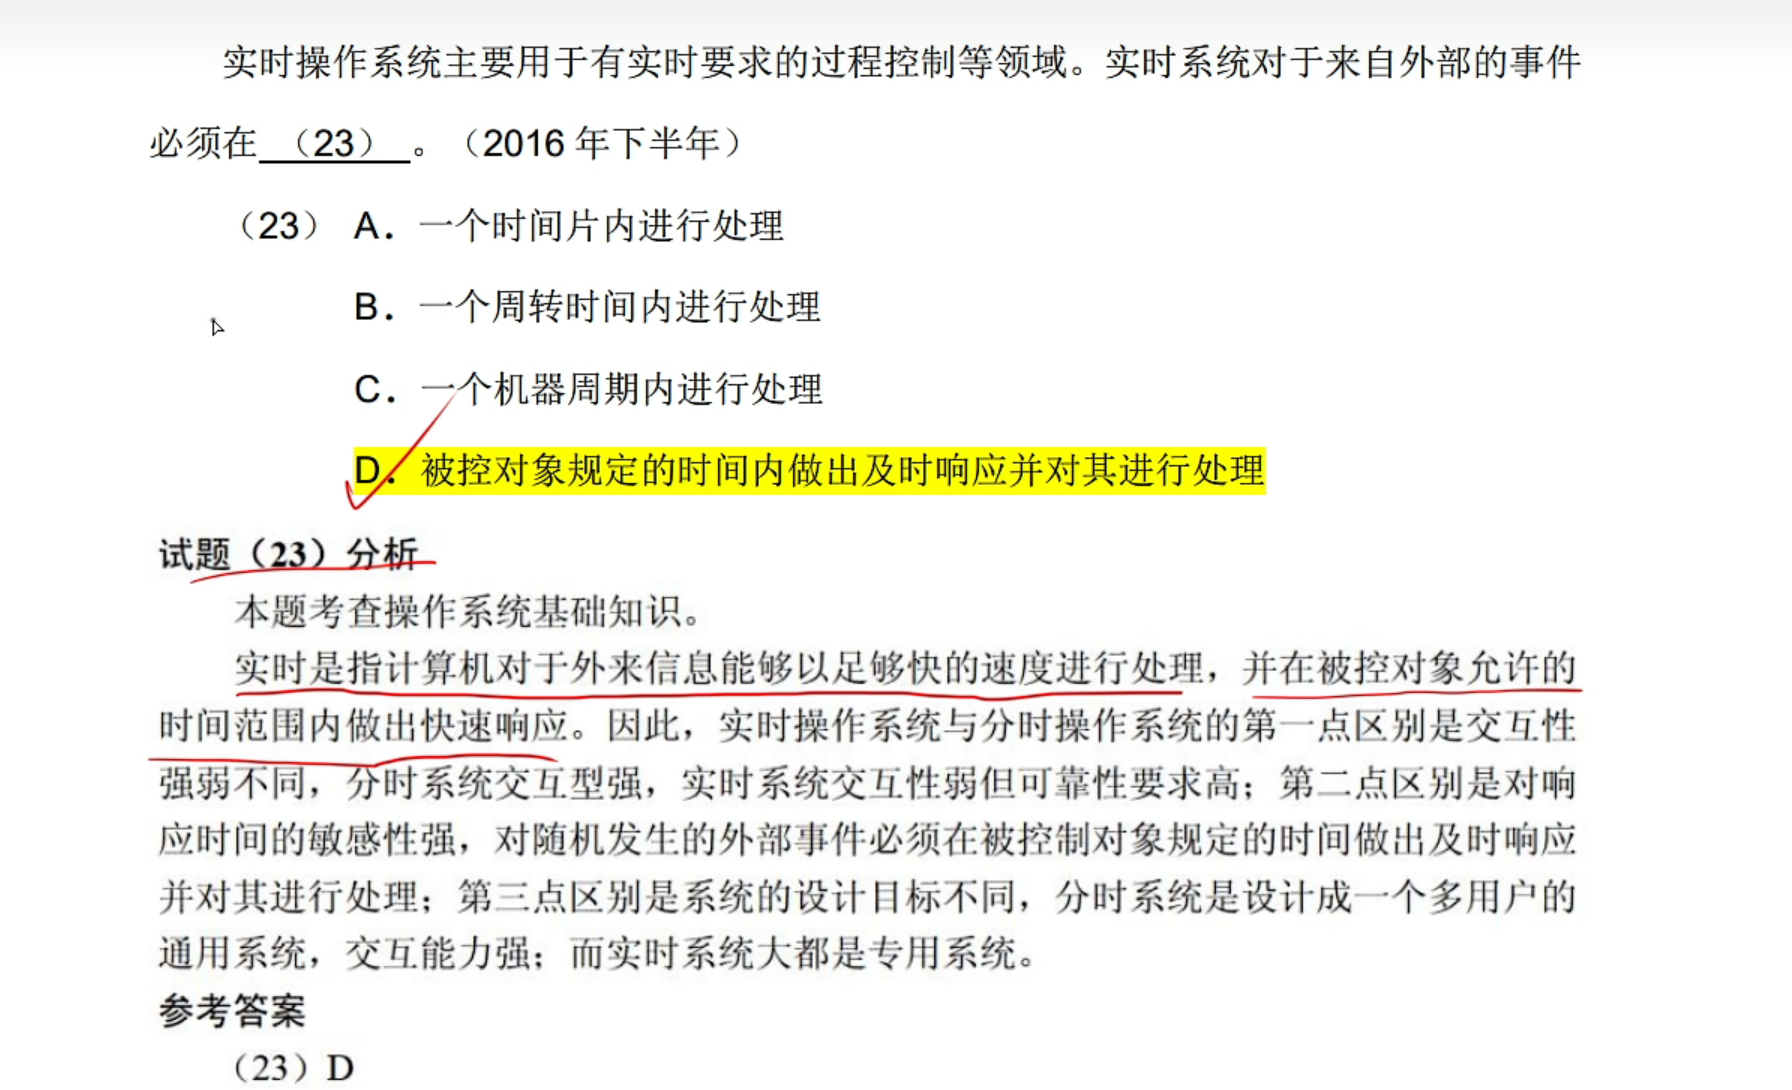 实时操作系统主要用于有实时要求的过程控制等领域。实时系统对于来自外部的事件
必须在 （23） 。（2016 年下半年）
（23） A． 一个时间片内进行处理
B． 一个周转时间内进行处理
C． 一个机器周期内进行处理
D． 被控对象规定的时间内做出及时响应并对其进行处理
试题（23）分析
本题考查操作系统基础知识。
实时是指计算机对于外来信息能够以足够快的速度进行处理，并在被控对象允许的
时间范围内做出快速响应。因此，实时操作系统与分时操作系统的第一点区别是交互性
强弱不同，分时系统交互型强，实时系统交互性弱但可靠性要求高；第二点区别是对响
应时间的敏感性强，对随机发生的外部事件必须在被控制对象规定的时间做出及时响应
并对其进行处理；第三点区别是系统的设计目标不同，分时系统是设计成一个多用户的
通用系统，交互能力强；而实时系统大都是专用系统。
参考答案
（23）D